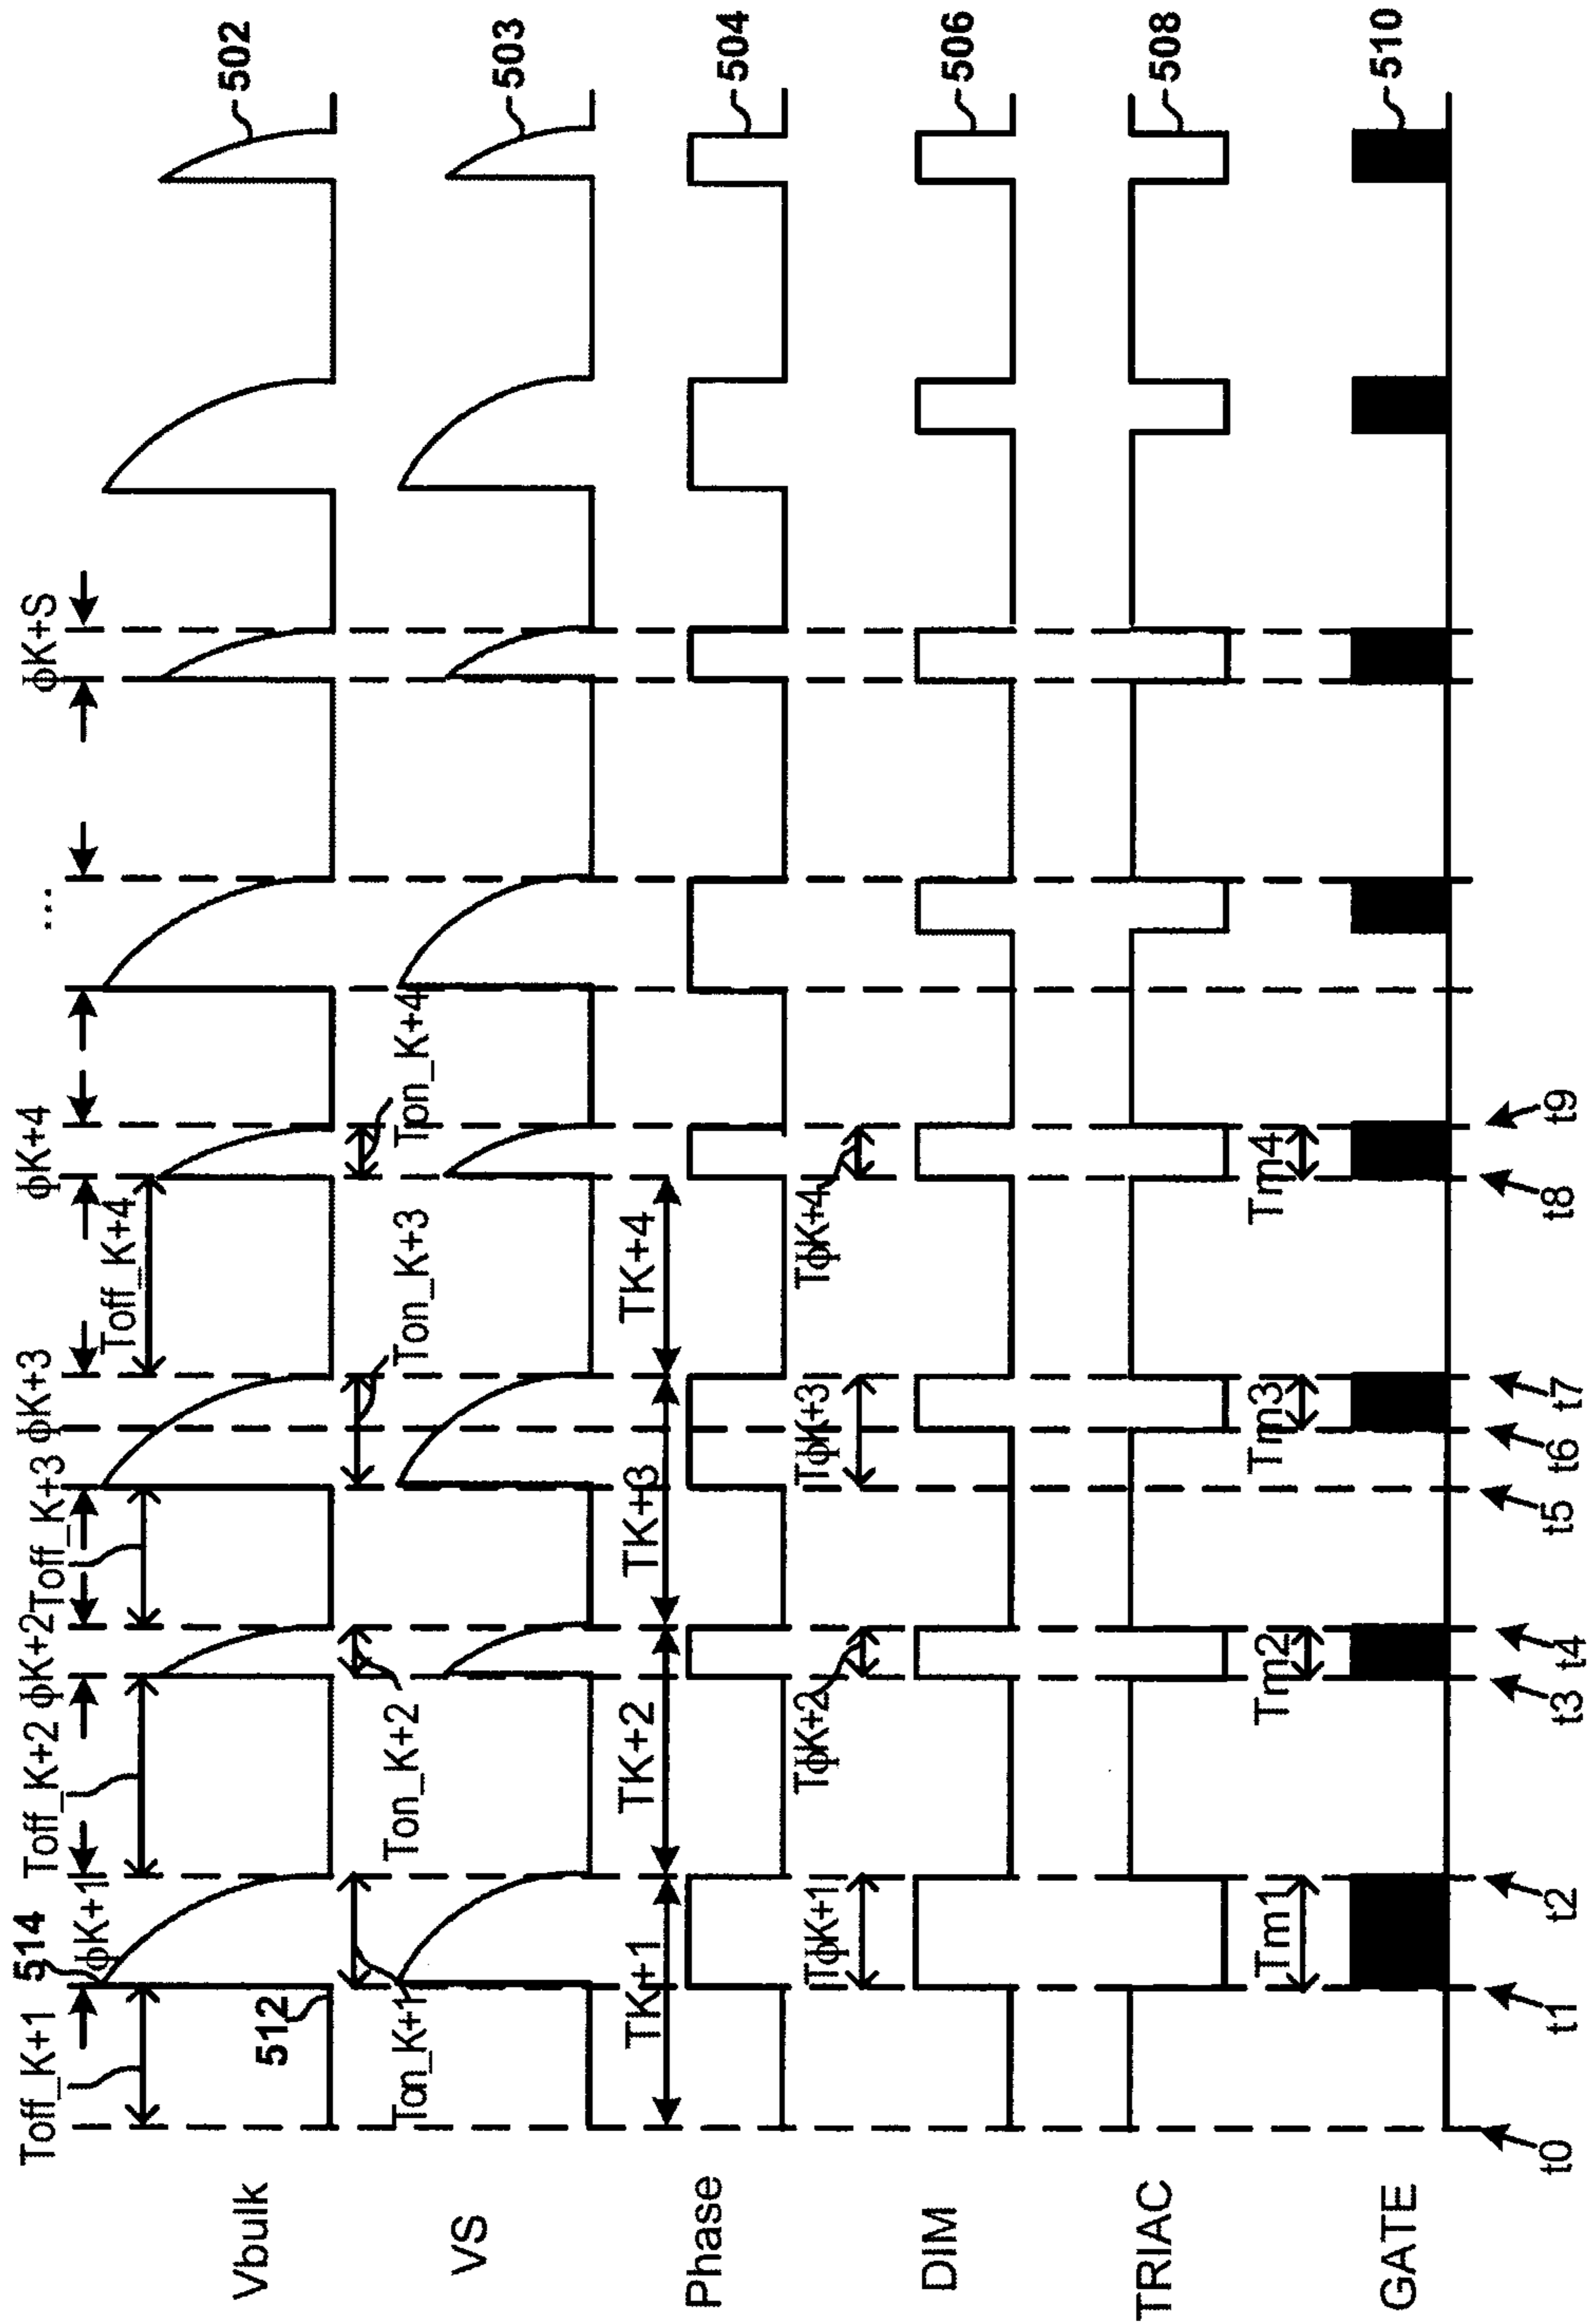 Toff_K+1
514
ϕK+1
Toff_K+2
ϕK+2
Toff_K+3
ϕK+3
Toff_K+4
ϕK+4
....
ϕK+S
502
Vbulk
512
Ton_K+1
Ton_K+2
Ton_K+3
Ton_K+4
503
VS
TK+1
TK+2
TK+3
TK+4
504
Phase
TϕK+1
TϕK+2
TϕK+3
TϕK+4
506
DIM
508
TRIAC
Tm1
Tm2
Tm3
Tm4
510
GATE
t0
t1
t2
t3
t4
t5
t6
t7
t8
t9